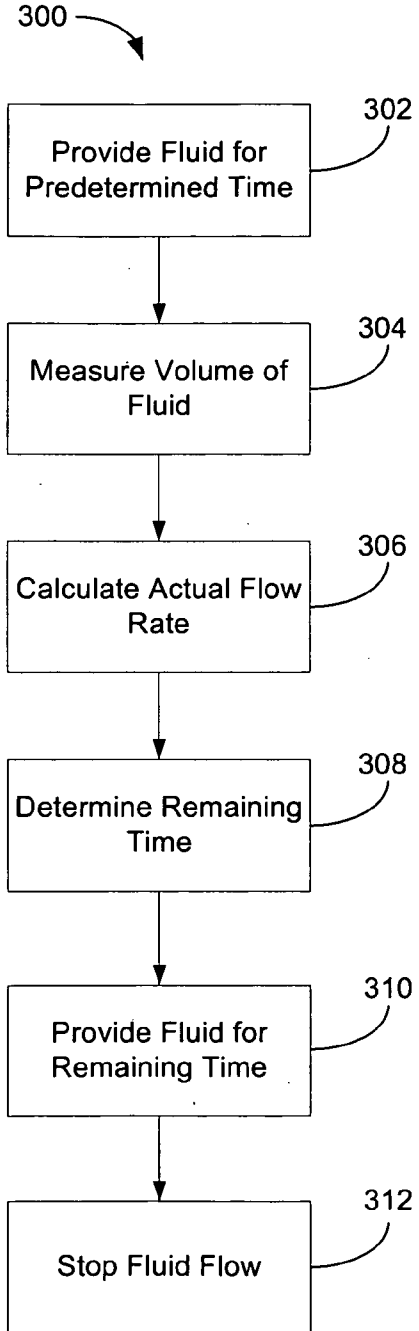 300
302
Provide Fluid for
Predetermined Time
304
Measure Volume of
Fluid
306
Calculate Actual Flow
Rate
308
Determine Remaining
Time
310
Provide Fluid for
Remaining Time
312
Stop Fluid Flow